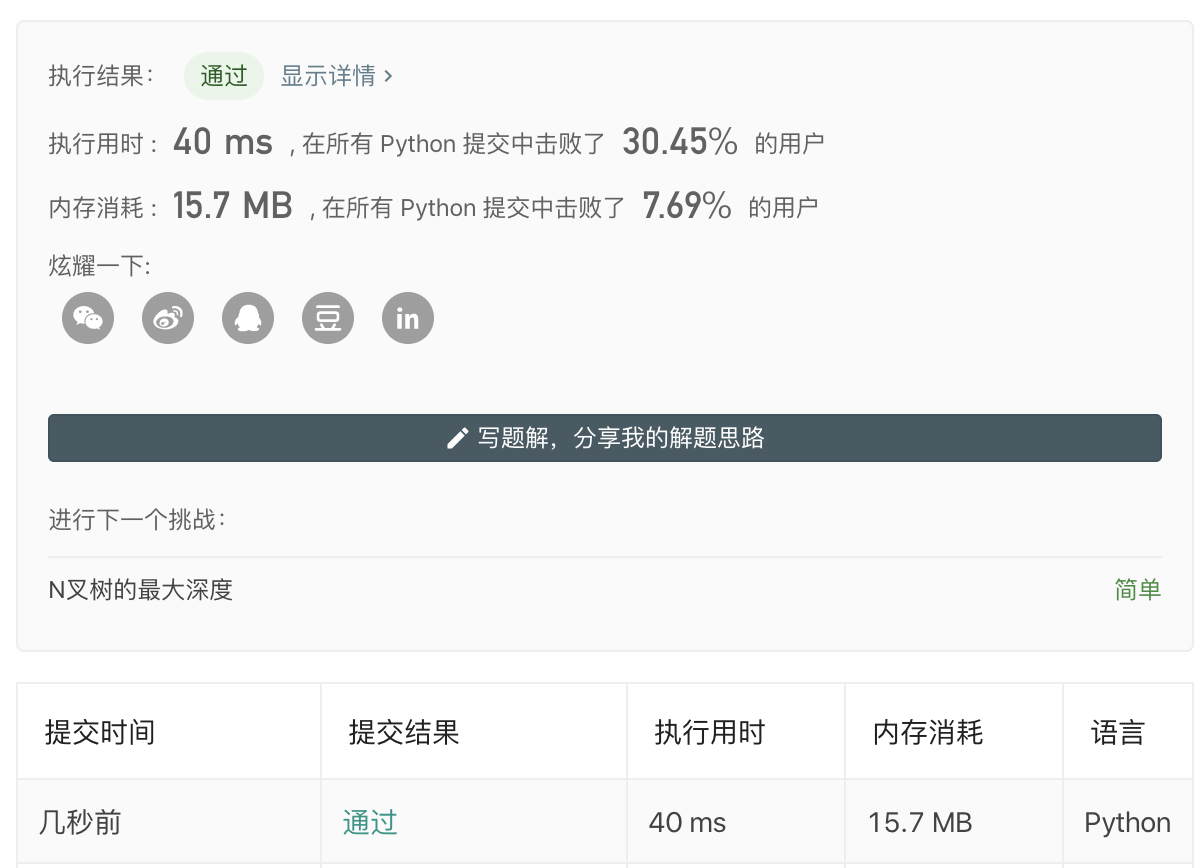 执行结果： 通过 显示详情 >
执行用时： 40 ms ，在所有 Python 提交中击败了 30.45% 的用户
内存消耗： 15.7 MB ，在所有 Python 提交中击败了 7.69% 的用户
炫耀一下:
豆 in
写题解，分享我的解题思路
进行下一个挑战：
N叉树的最大深度 简单
提交时间 提交结果 执行用时 内存消耗 语言
几秒前 通过 40 ms 15.7 MB Python